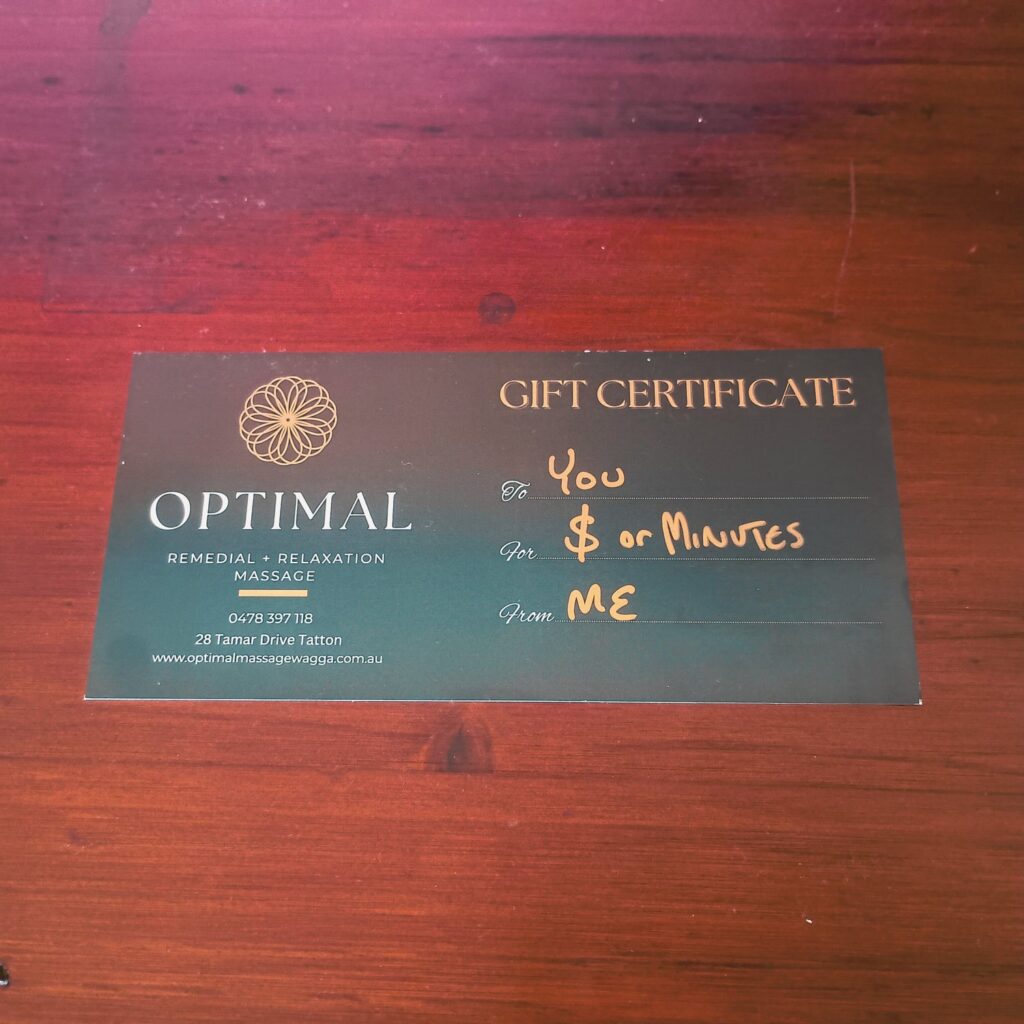 OPTIMAL
REMEDIAL + RELAXATION
MASSAGE
0478 397 118
28 Tamar Drive Tatton
www.optimalmassagewagga.com.au
GIFT CERTIFICATE
To You
For $ or Minutes
From ME